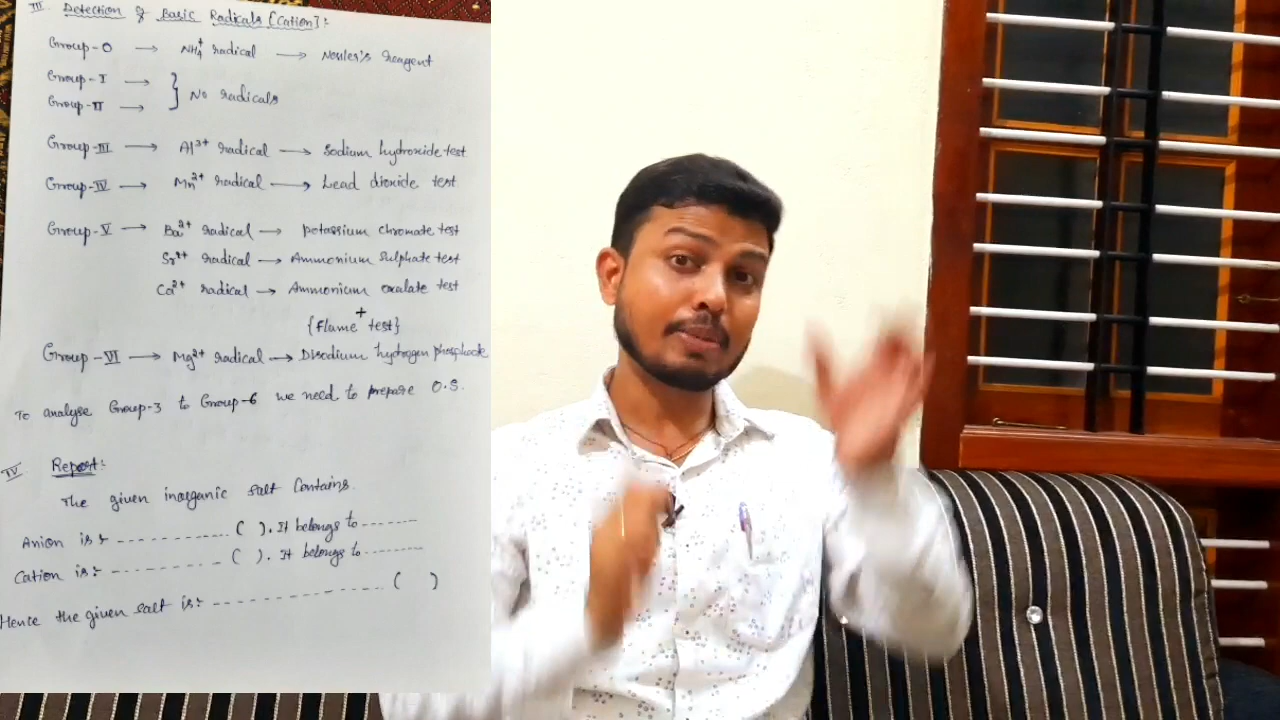 III. Detection of Basic Radicals [Cation]:-
Group-0 → NH4+ radical → Nessler's reagent
Group-I →
Group-II → } No radicals
Group-III → Al3+ radical → Sodium hydroxide test
Group-IV → Mn2+ radical → Lead dioxide test
Group-V → Ba2+ radical → Potassium chromate test
Sr2+ radical → Ammonium sulphate test
Ca2+ radical → Ammonium oxalate test
+
{Flame test}
Group-VI → Mg2+ radical → Disodium hydrogen phosphate
To analyse Group-3 to Group-6 we need to prepare O.S.
IV Report:-
The given inorganic salt Contains.
Anion is:- ------------ ( ). It belongs to --------
Cation is:- ------------ ( ). It belongs to --------
Hence the given salt is:- ------------------ ( )